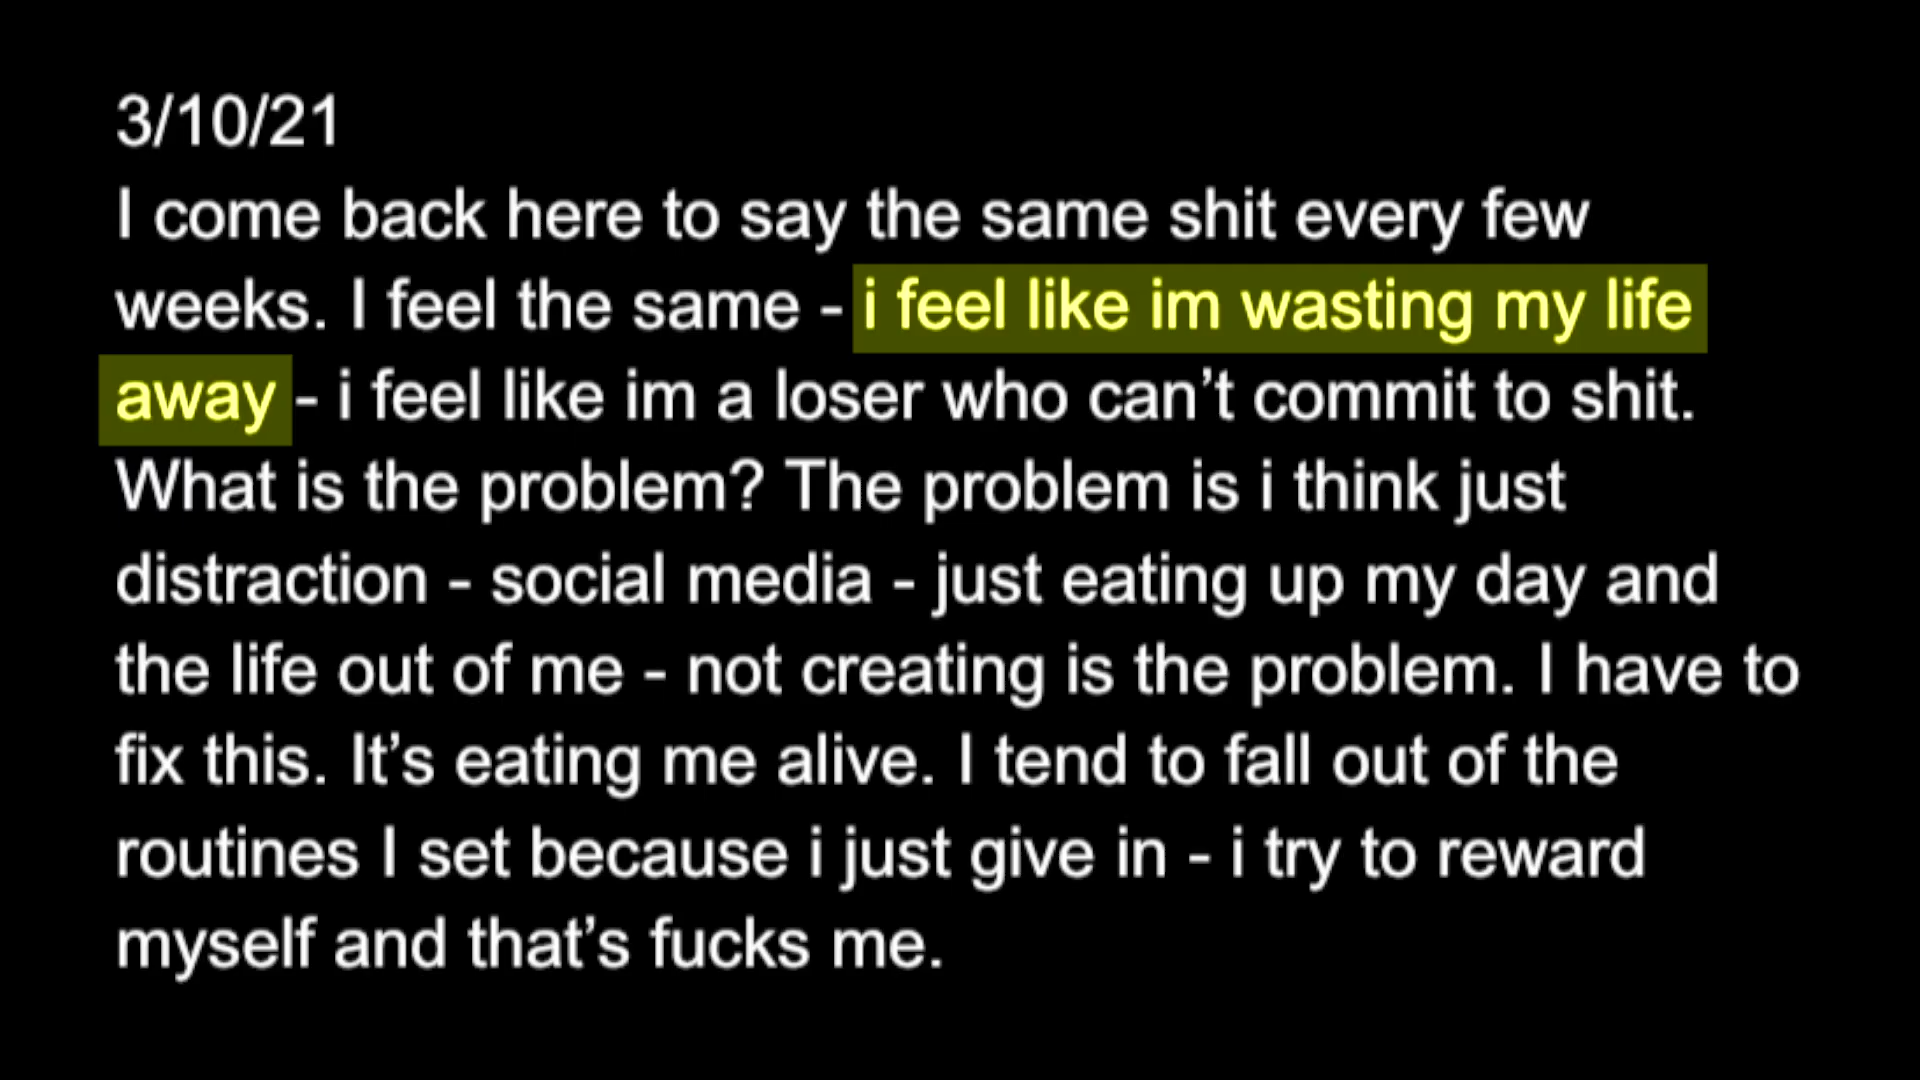 3/10/21
I come back here to say the same shit every few
weeks. I feel the same - i feel like im wasting my life
away - i feel like im a loser who can’t commit to shit.
What is the problem? The problem is i think just
distraction - social media - just eating up my day and
the life out of me - not creating is the problem. I have to
fix this. It’s eating me alive. I tend to fall out of the
routines I set because i just give in - i try to reward
myself and that’s fucks me.